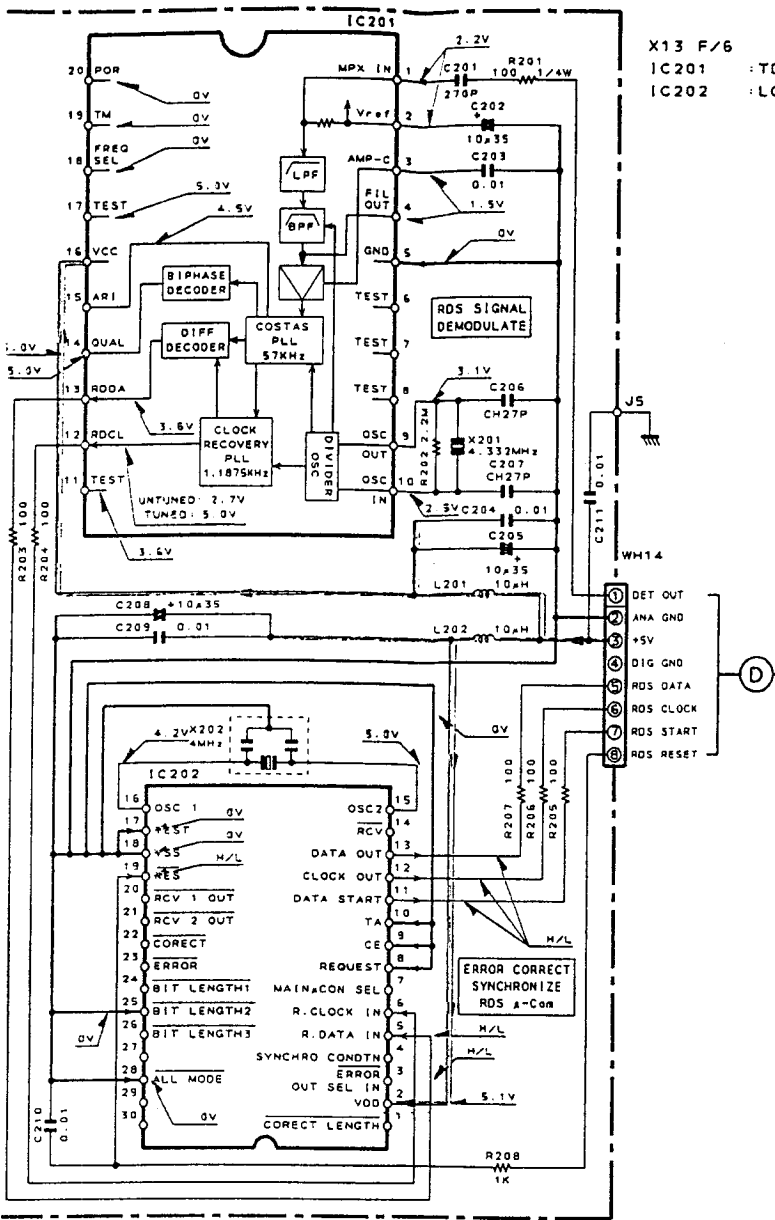 IC201
X13 F/6
IC201 :
IC202 :
20 POR
0V
19 TM
0V
18 FREQ SEL
0V
17 TEST
5.0V
4.5V
16 VCC
15 ARI
14 QUAL
5.0V
13 RDDA
3.6V
12 RDCL
UNTUNED: 2.7V
TUNED: 5.0V
11 TEST
3.6V
MPX IN 1
2.2V
C201
270P
R201
100 1/4W
Vref 2
C202
+
10μ35
AMP-C 3
C203
0.01
FIL OUT 4
1.5V
GND 5
0V
TEST 6
TEST 7
TEST 8
OSC OUT 9
3.1V
OSC IN 10
2.5V
LPF
BPF
BIPHASE
DECODER
DIFF
DECODER
COSTAS
PLL
57KHz
CLOCK
RECOVERY
PLL
1.1875KHz
DIVIDER
OSC
RDS SIGNAL
DEMODULATE
C206
CH27P
R202 2.2M
X201
4.332MHz
C207
CH27P
C204
0.01
C205
+
10μ35
J5
C211 0.01
R203 100
R204 100
L201 10μH
L202 10μH
C208 +10μ35
C209 0.01
WH14
1 DET OUT
2 ANA GND
3 +5V
4 DIG GND
5 RDS DATA
6 RDS CLOCK
7 RDS START
8 RDS RESET
D
R207 100
R206 100
R205 100
4.2V
X202
4MHz
5.0V
0V
IC202
16 OSC 1
17 TEST
0V
18 VSS
0V
19 RES
H/L
20 RCV 1 OUT
21 RCV 2 OUT
22 CORECT
23 ERROR
24 BIT LENGTH1
25 BIT LENGTH2
0V
26 BIT LENGTH3
27
28 ALL MODE
0V
29
30
OSC2 15
RCV 14
DATA OUT 13
CLOCK OUT 12
DATA START 11
TA 10
CE 9
REQUEST 8
MAINμCON SEL 7
R.CLOCK IN 6
R.DATA IN 5
SYNCHRO CONDTN 4
ERROR OUT SEL IN 3
VDD 2
CORECT LENGTH 1
H/L
ERROR CORRECT
SYNCHRONIZE
RDS μ-Com
H/L
H/L
5.1V
C210
0.01
R208
1K